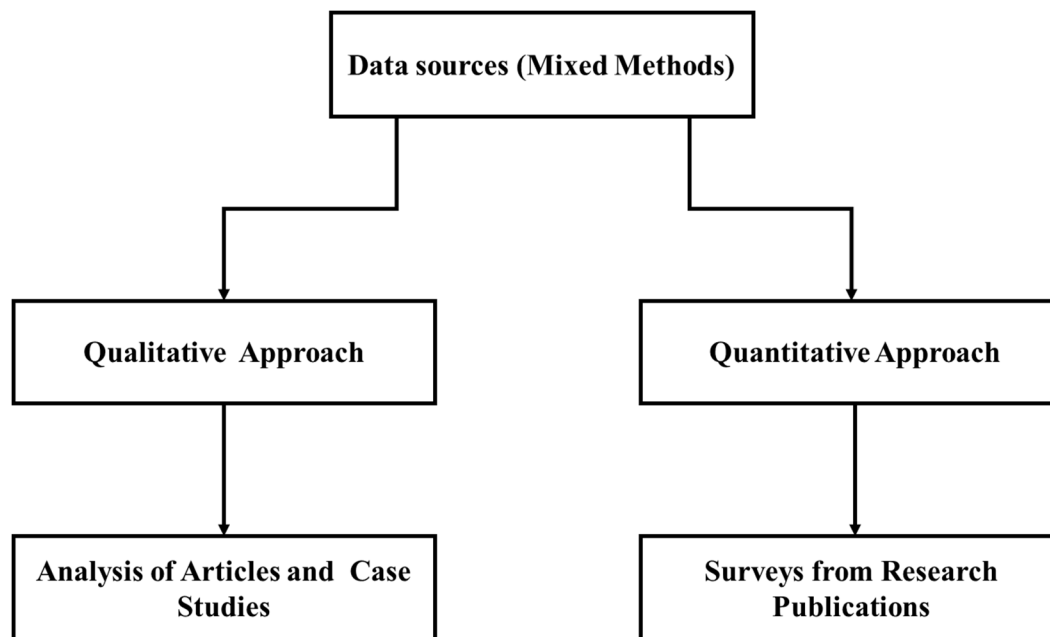 Data sources (Mixed Methods)
Qualitative Approach
Quantitative Approach
Analysis of Articles and Case
Studies
Surveys from Research
Publications